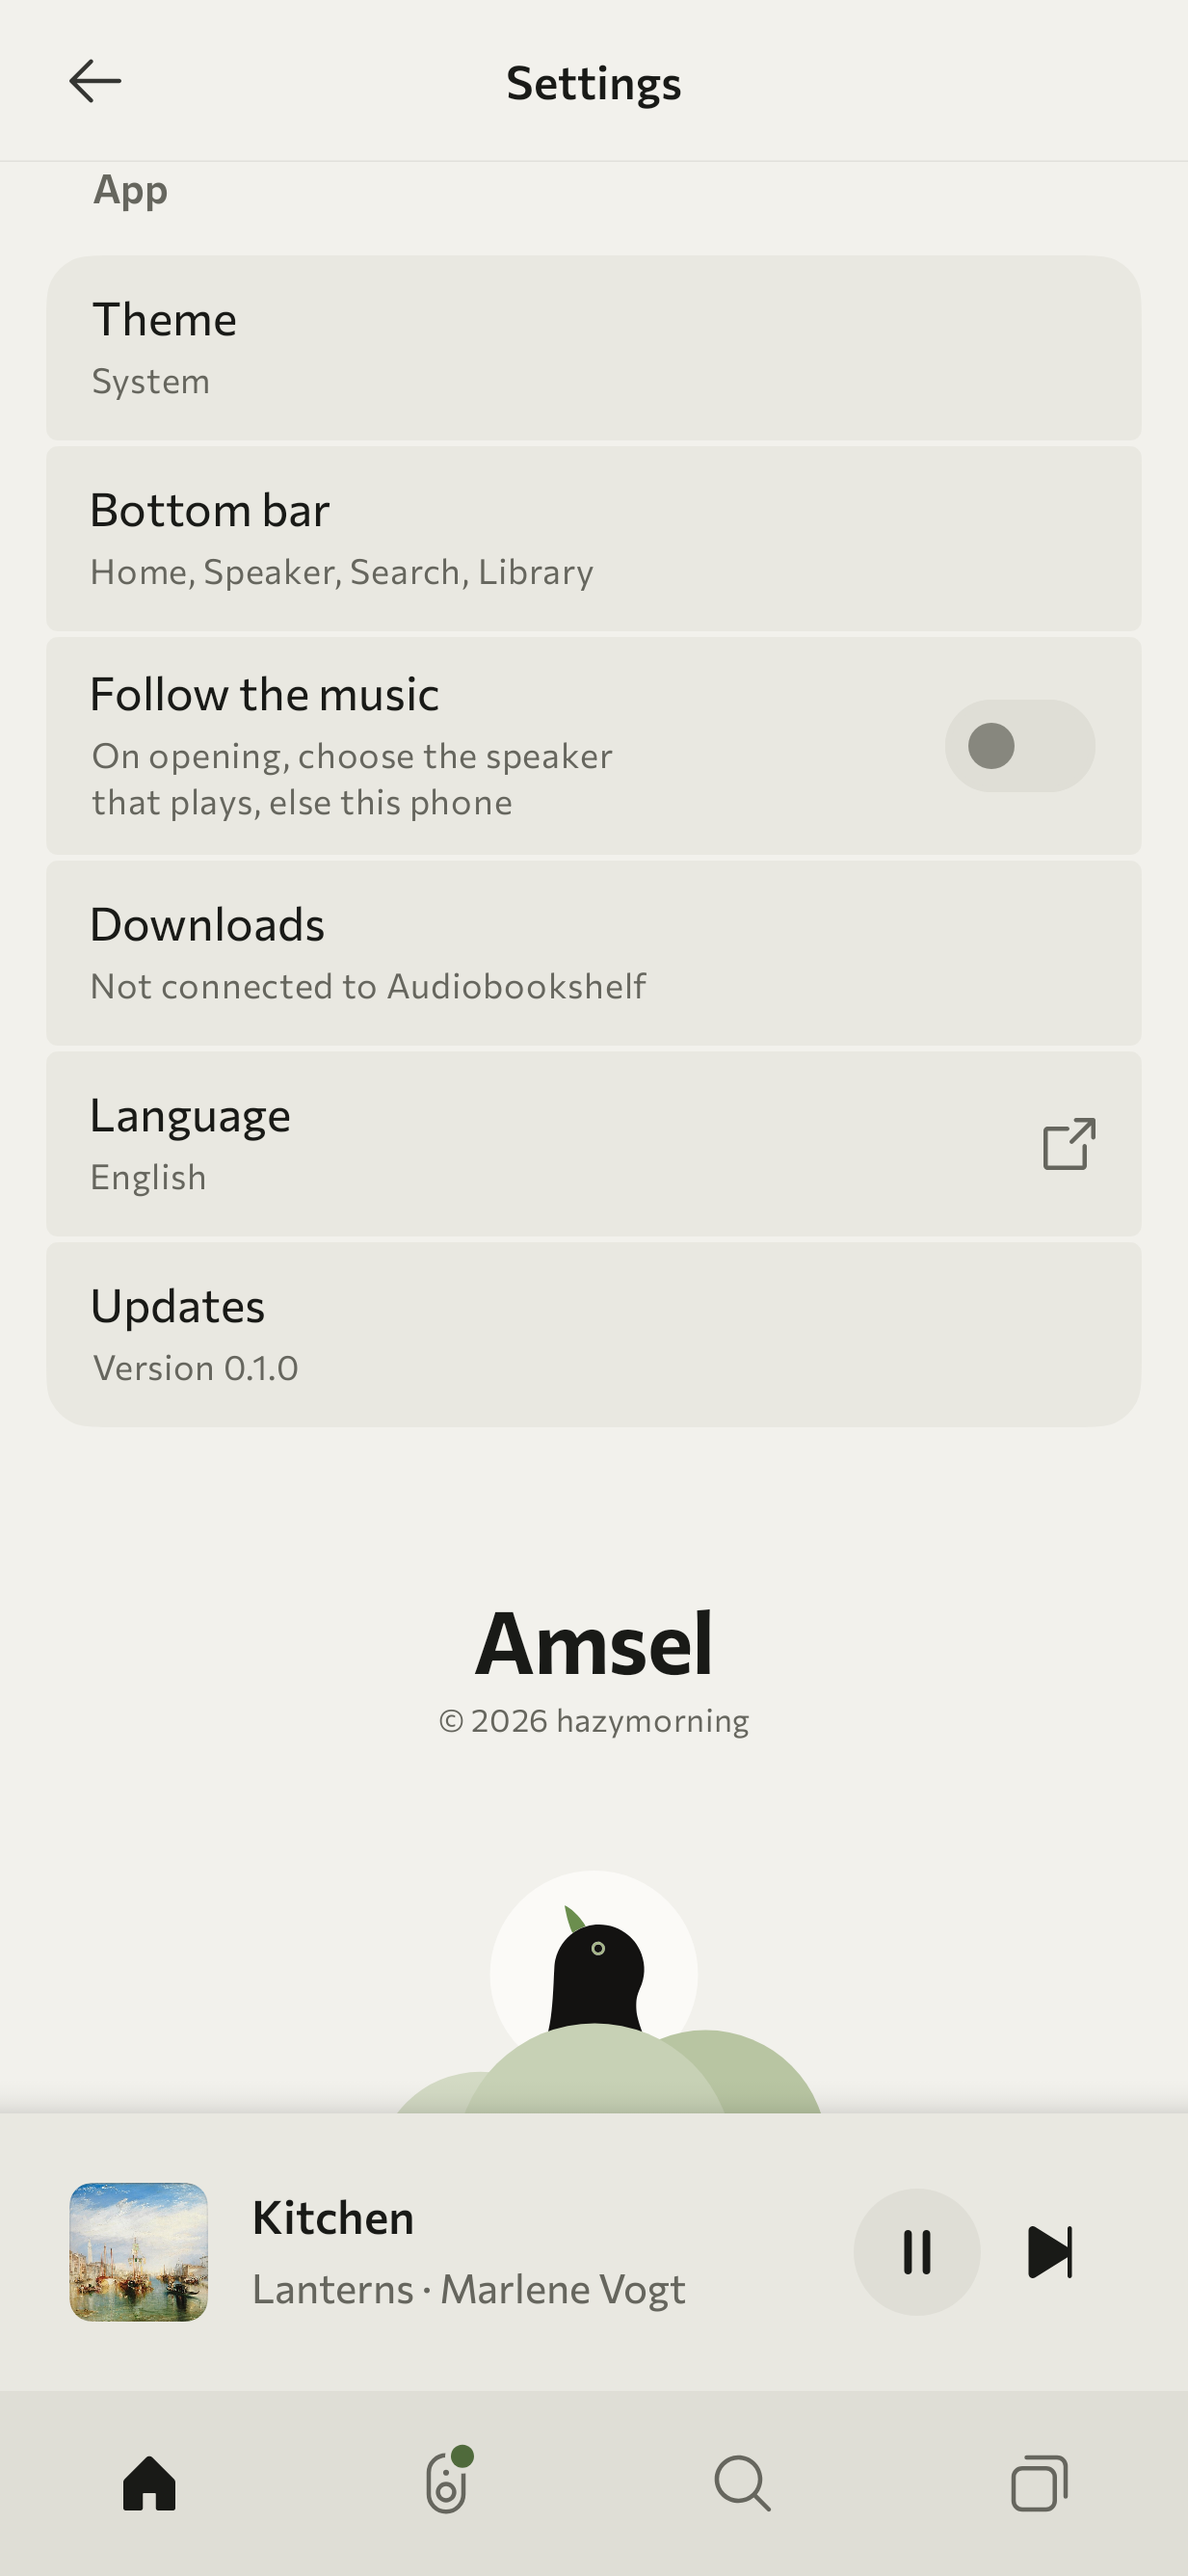 Settings
App
Theme
System
Bottom bar
Home, Speaker, Search, Library
Follow the music
On opening, choose the speaker
that plays, else this phone
Downloads
Not connected to Audiobookshelf
Language
English
Updates
Version 0.1.0
Amsel
© 2026 hazymorning
Kitchen
Lanterns · Marlene Vogt